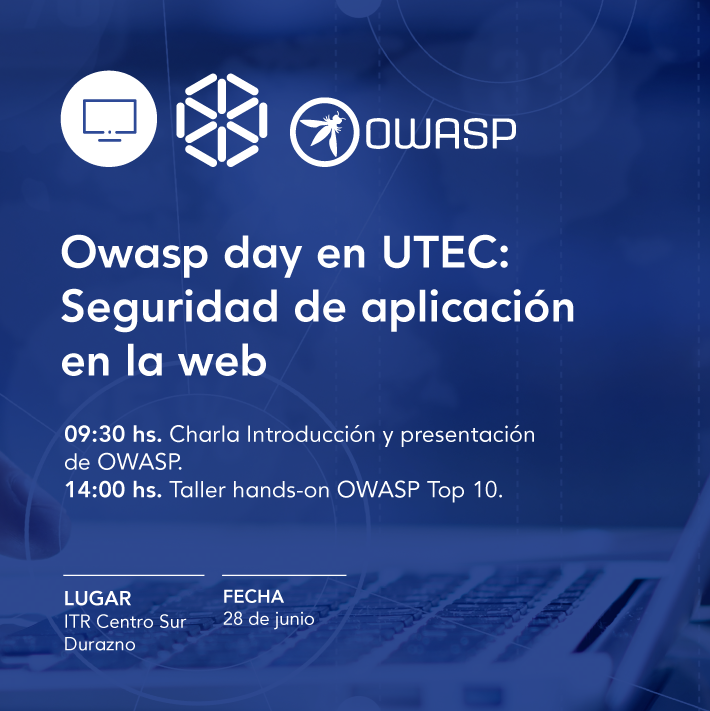 OWASP
Owasp day en UTEC:
Seguridad de aplicación
en la web
09:30 hs. Charla Introducción y presentación
de OWASP.
14:00 hs. Taller hands-on OWASP Top 10.
LUGAR
ITR Centro Sur
Durazno
FECHA
28 de junio